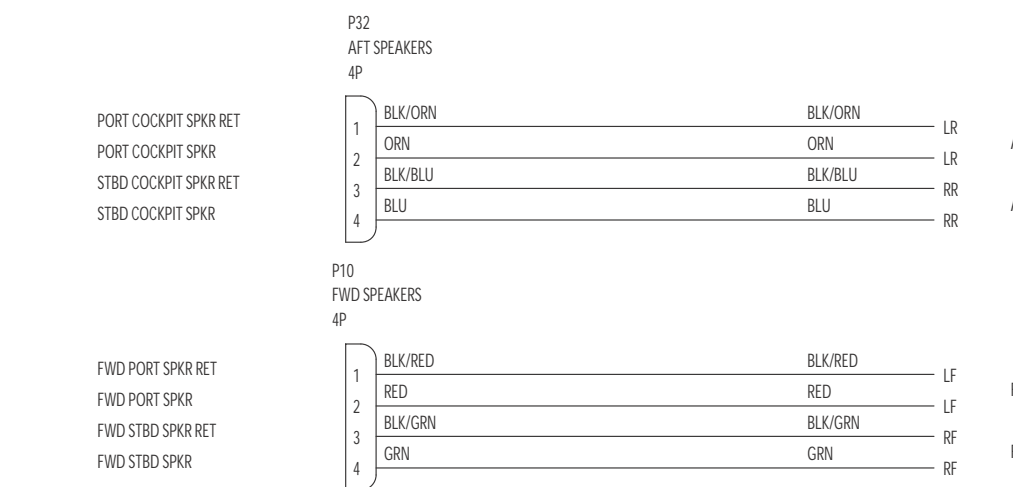 P32
AFT SPEAKERS
4P
PORT COCKPIT SPKR RET 1 BLK/ORN BLK/ORN LR
PORT COCKPIT SPKR 2 ORN ORN LR
STBD COCKPIT SPKR RET 3 BLK/BLU BLK/BLU RR
STBD COCKPIT SPKR 4 BLU BLU RR
P10
FWD SPEAKERS
4P
FWD PORT SPKR RET 1 BLK/RED BLK/RED LF
FWD PORT SPKR 2 RED RED LF
FWD STBD SPKR RET 3 BLK/GRN BLK/GRN RF
FWD STBD SPKR 4 GRN GRN RF